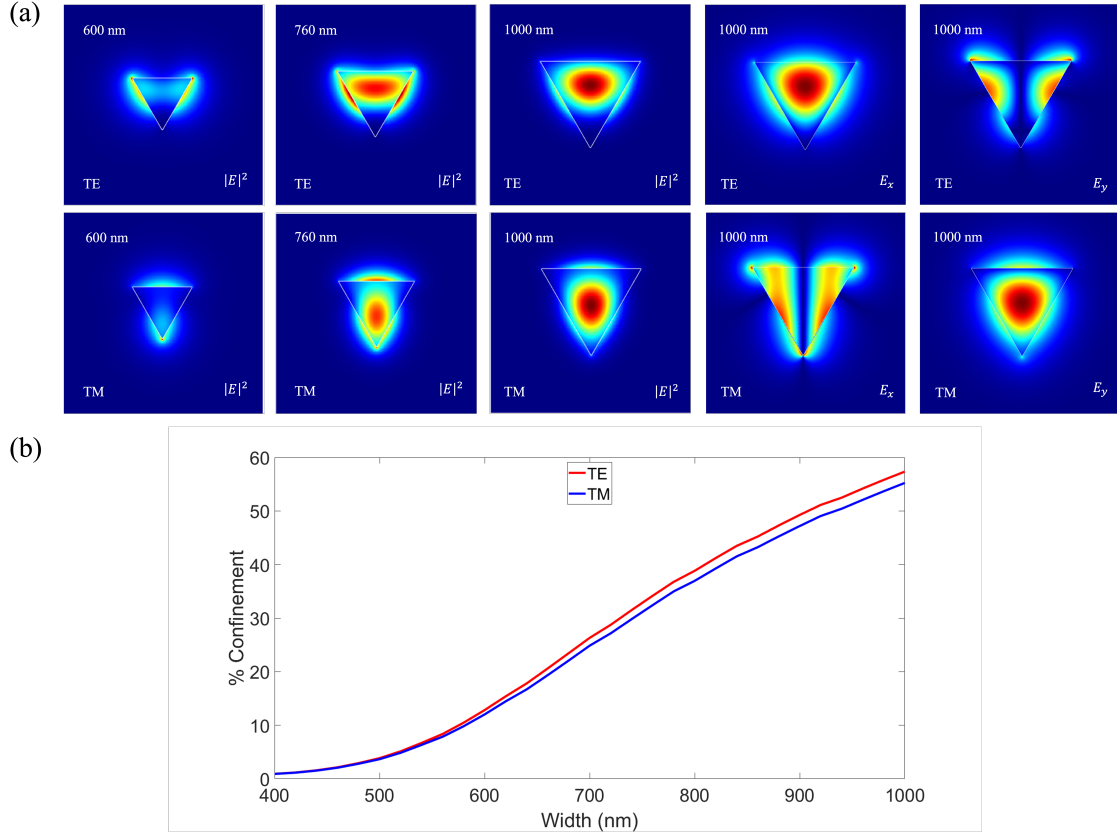 (a)
600 nm
TE
|E|²
760 nm
TE
|E|²
1000 nm
TE
|E|²
1000 nm
TE
Eₓ
1000 nm
TE
E_y
600 nm
TM
|E|²
760 nm
TM
|E|²
1000 nm
TM
|E|²
1000 nm
TM
Eₓ
1000 nm
TM
E_y
(b)
TE
TM
60
50
40
30
20
10
0
% Confinement
400 500 600 700 800 900 1000
Width (nm)